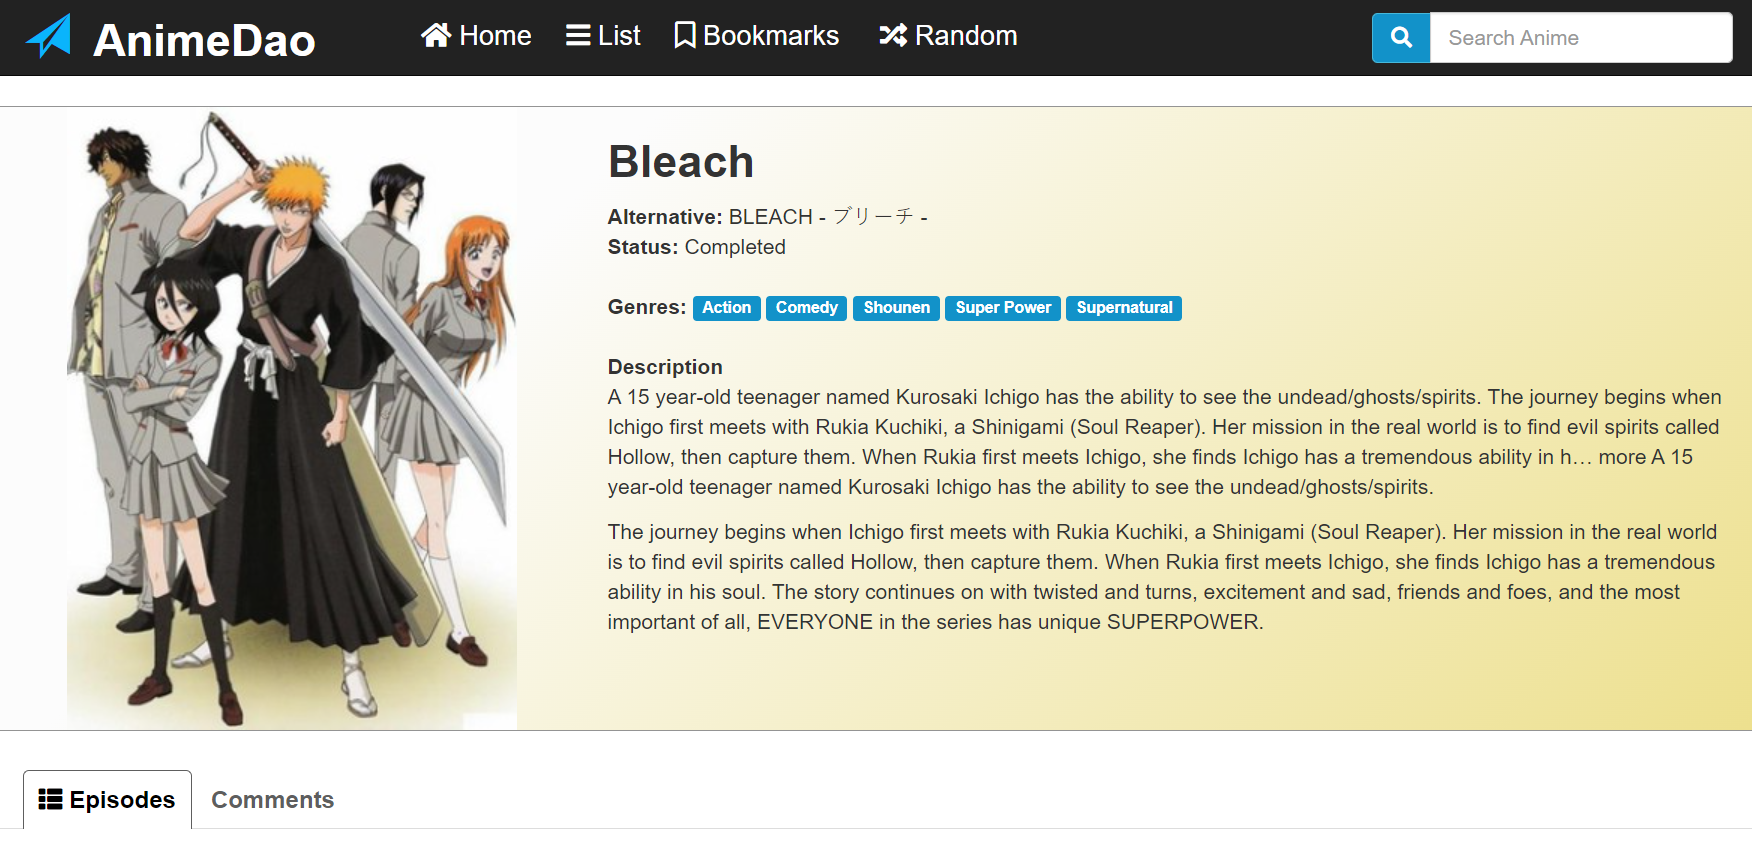 AnimeDao
Home
List
Bookmarks
Random
Search Anime
Bleach
Alternative: BLEACH - ブリーチ -
Status: Completed
Genres: Action Comedy Shounen Super Power Supernatural
Description
A 15 year-old teenager named Kurosaki Ichigo has the ability to see the undead/ghosts/spirits. The journey begins when
Ichigo first meets with Rukia Kuchiki, a Shinigami (Soul Reaper). Her mission in the real world is to find evil spirits called
Hollow, then capture them. When Rukia first meets Ichigo, she finds Ichigo has a tremendous ability in h… more A 15
year-old teenager named Kurosaki Ichigo has the ability to see the undead/ghosts/spirits.
The journey begins when Ichigo first meets with Rukia Kuchiki, a Shinigami (Soul Reaper). Her mission in the real world
is to find evil spirits called Hollow, then capture them. When Rukia first meets Ichigo, she finds Ichigo has a tremendous
ability in his soul. The story continues on with twisted and turns, excitement and sad, friends and foes, and the most
important of all, EVERYONE in the series has unique SUPERPOWER.
Episodes
Comments